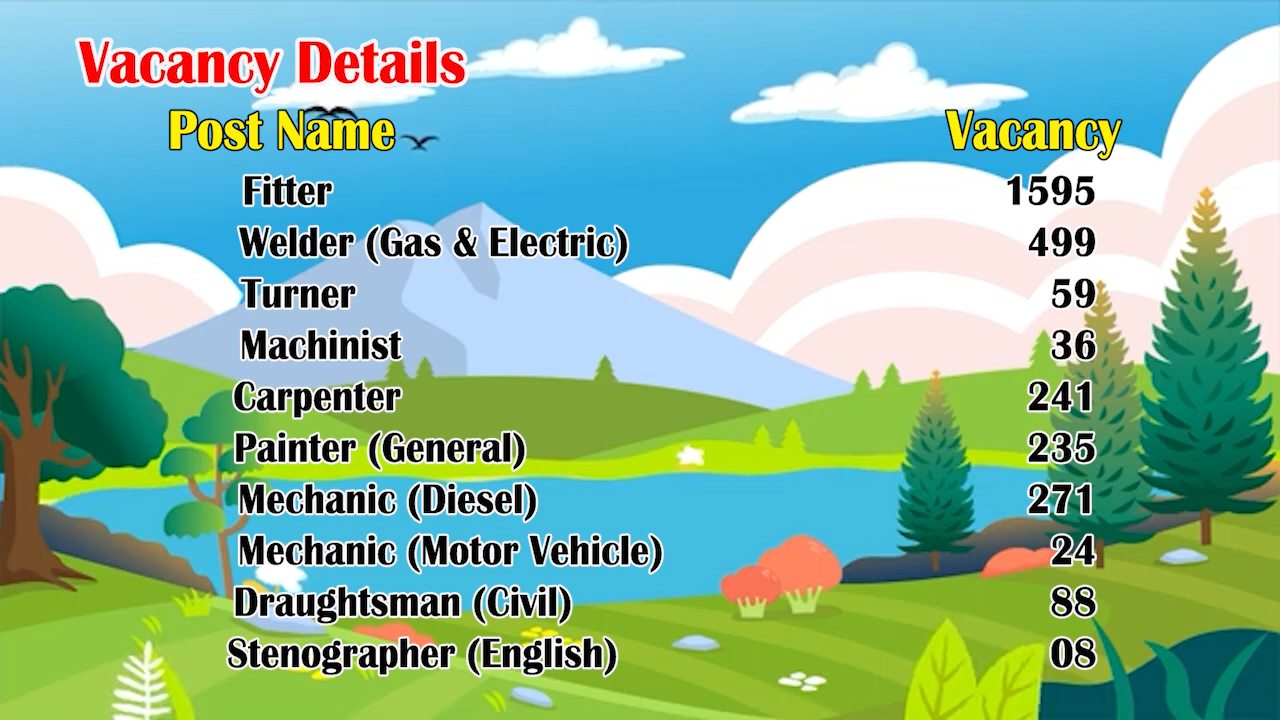 Vacancy Details
Post Name Vacancy
Fitter 1595
Welder (Gas & Electric) 499
Turner 59
Machinist 36
Carpenter 241
Painter (General) 235
Mechanic (Diesel) 271
Mechanic (Motor Vehicle) 24
Draughtsman (Civil) 88
Stenographer (English) 08